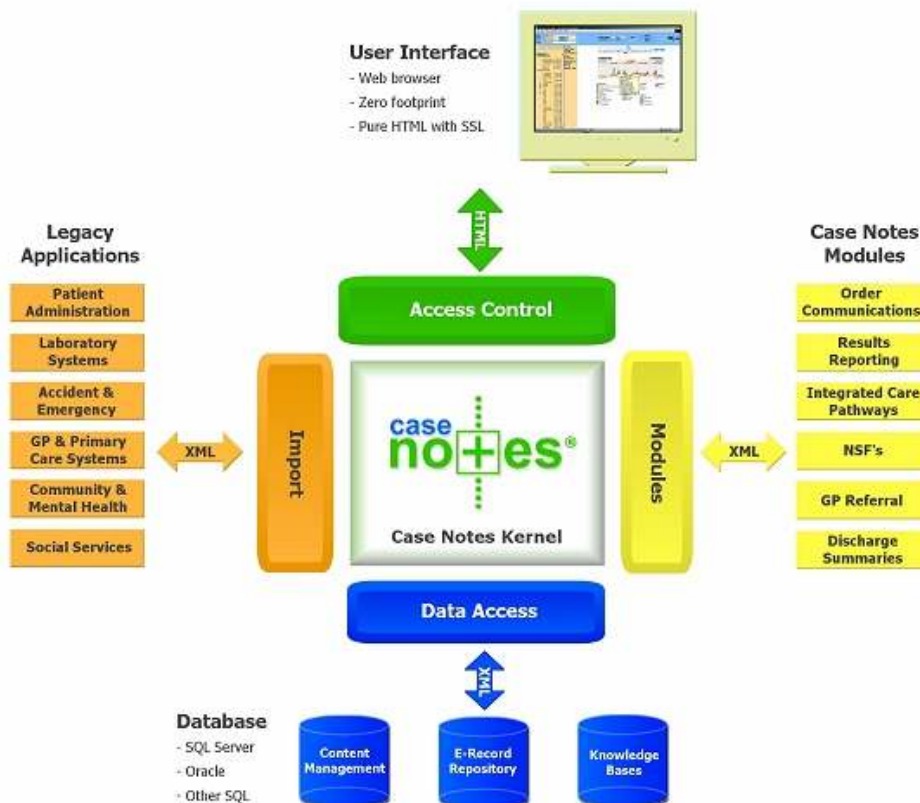 User Interface
- Web browser
- Zero footprint
- Pure HTML with SSL
HTML
Legacy
Applications
Patient
Administration
Laboratory
Systems
Accident &
Emergency
GP & Primary
Care Systems
Community &
Mental Health
Social Services
XML
Import
Access Control
case
notes®
Case Notes Kernel
Modules
XML
Case Notes
Modules
Order
Communications
Results
Reporting
Integrated Care
Pathways
NSF's
GP Referral
Discharge
Summaries
Data Access
XML
Database
- SQL Server
- Oracle
- Other SQL
Content
Management
E-Record
Repository
Knowledge
Bases